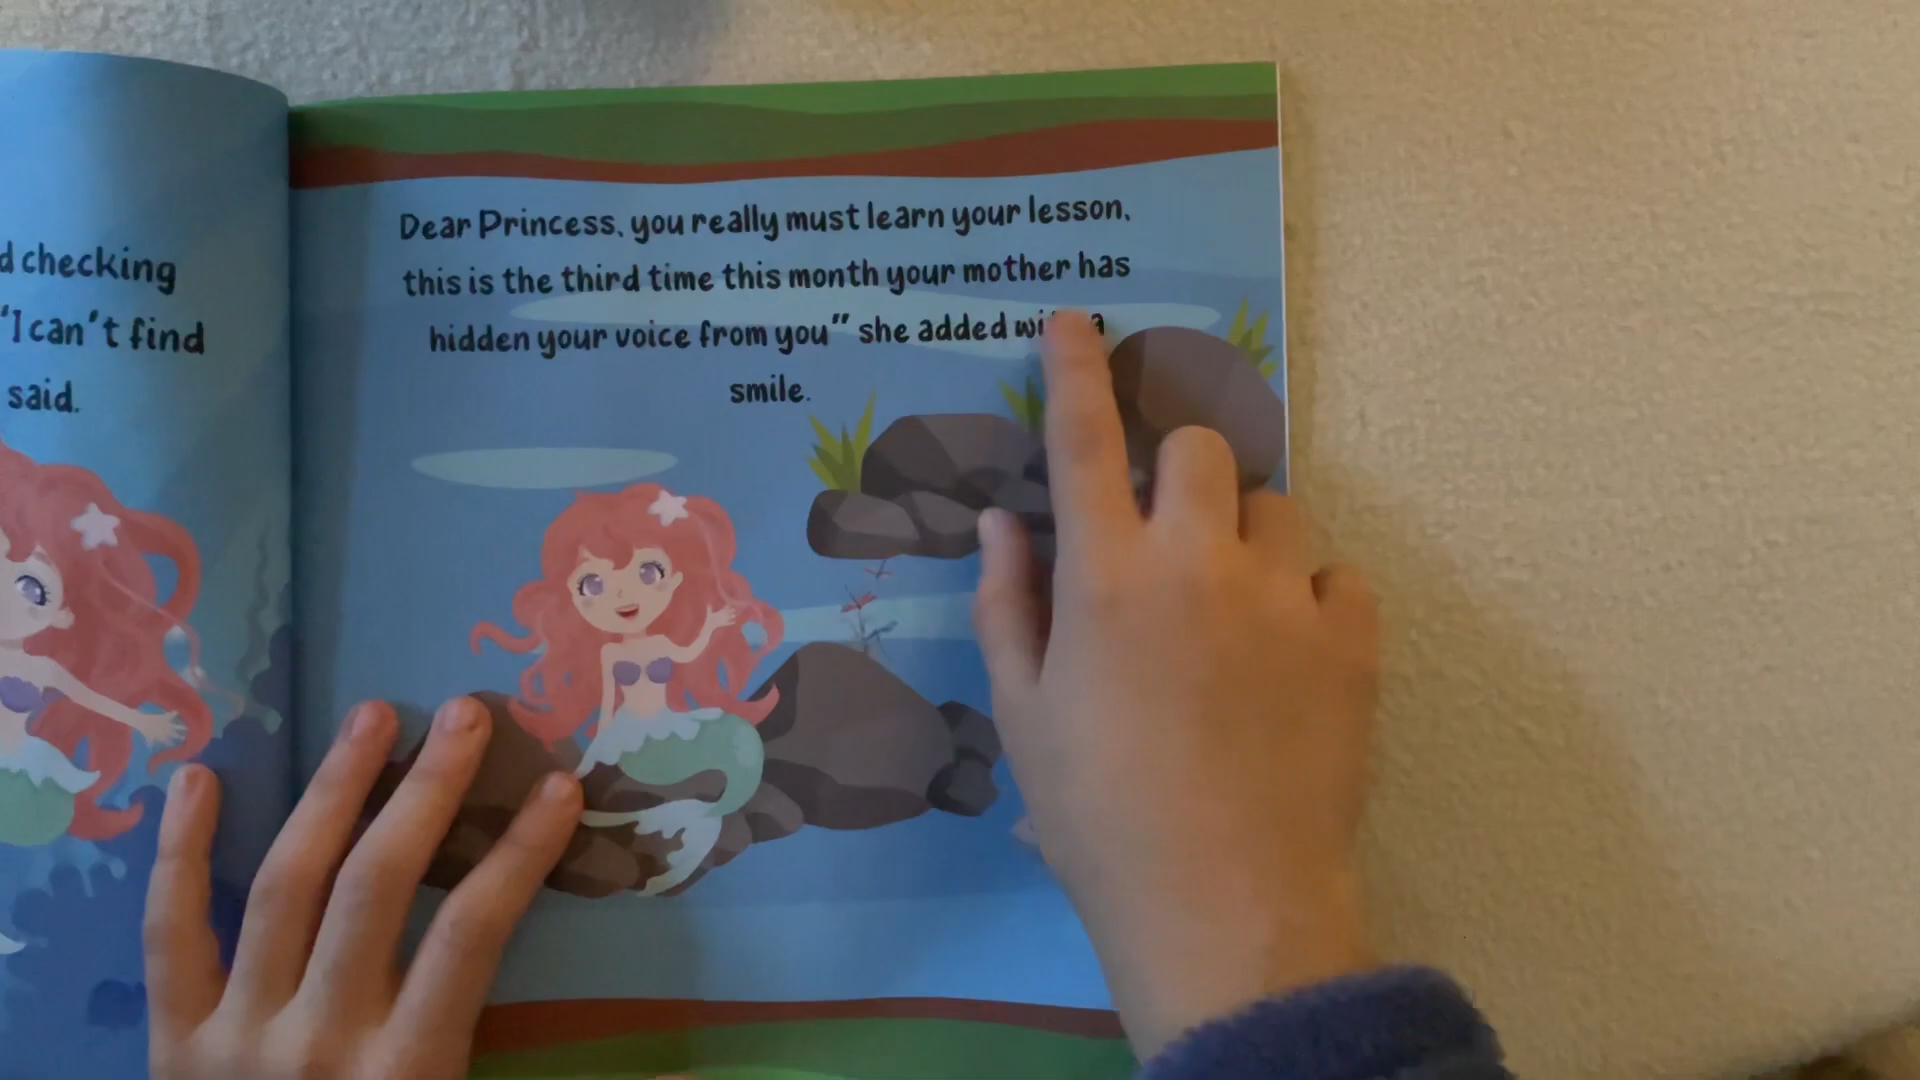 d checking
"I can't find
said.
Dear Princess, you really must learn your lesson,
this is the third time this month your mother has
hidden your voice from you" she added a
smile.